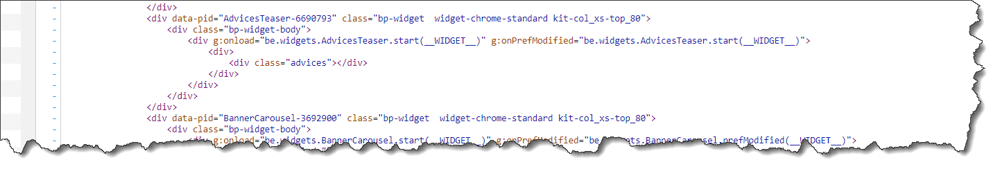 </div>
<div data-pid="AdvicesTeaser-6690793" class="bp-widget  widget-chrome-standard kit-col_xs-top_80">
<div class="bp-widget-body">
<div g:onload="be.widgets.AdvicesTeaser.start(__WIDGET__)" g:onPrefModified="be.widgets.AdvicesTeaser.start(__WIDGET__)">
<div>
<div class="advices"></div>
</div>
</div>
</div>
</div>
<div data-pid="BannerCarousel-3692900" class="bp-widget  widget-chrome-standard kit-col_xs-top_80">
<div class="bp-widget-body">
g:onload="be.widgets.BannerCarousel.start(__WIDGET__)" g:onPrefModified="be. ets.BannerCarousel.prefModified(__WIDGET__)">